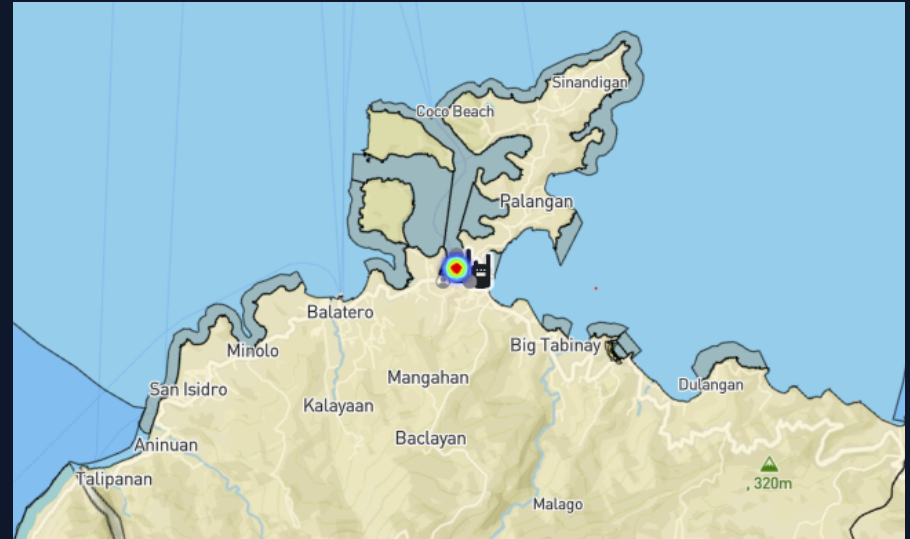 Sinandigan
Coco Beach
Palangan
Balatero
Big Tabinay
Minolo
Mangahan
Dulangan
San Isidro
Kalayaan
Baclayan
Aninuan
Talipanan
, 320m
Malago